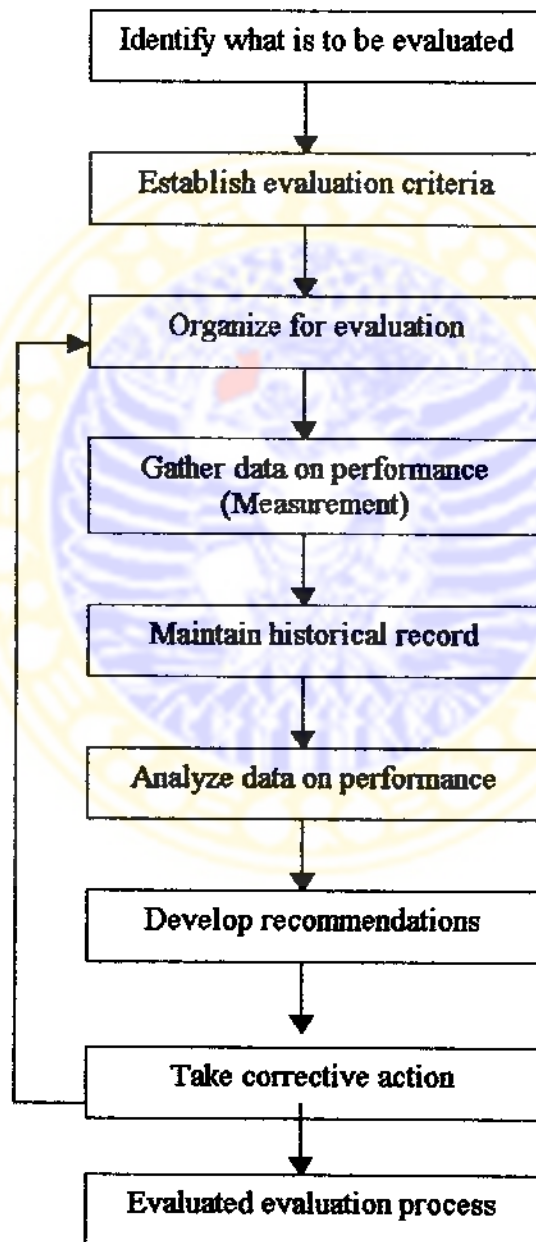 Identify what is to be evaluated
Establish evaluation criteria
Organize for evaluation
Gather data on performance
(Measurement)
Maintain historical record
Analyze data on performance
Develop recommendations
Take corrective action
Evaluated evaluation process